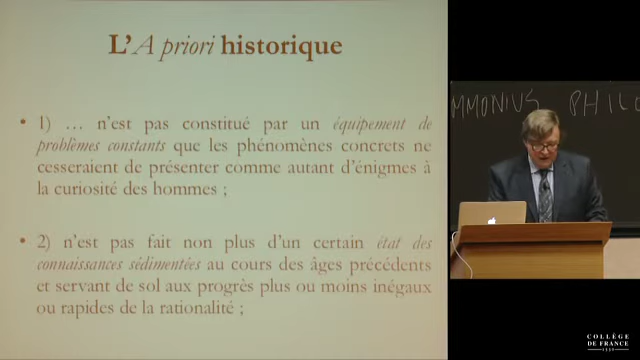 L'A priori historique
• 1) … n'est pas constitué par un équipement de
problèmes constants que les phénomènes concrets ne
cesseraient de présenter comme autant d'énigmes à
la curiosité des hommes ;
• 2) n'est pas fait non plus d'un certain état des
connaissances sédimentées au cours des âges précédents
et servant de sol aux progrès plus ou moins inégaux
ou rapides de la rationalité ;
MMONIUS PHILO
COLLÈGE
DE FRANCE
1530